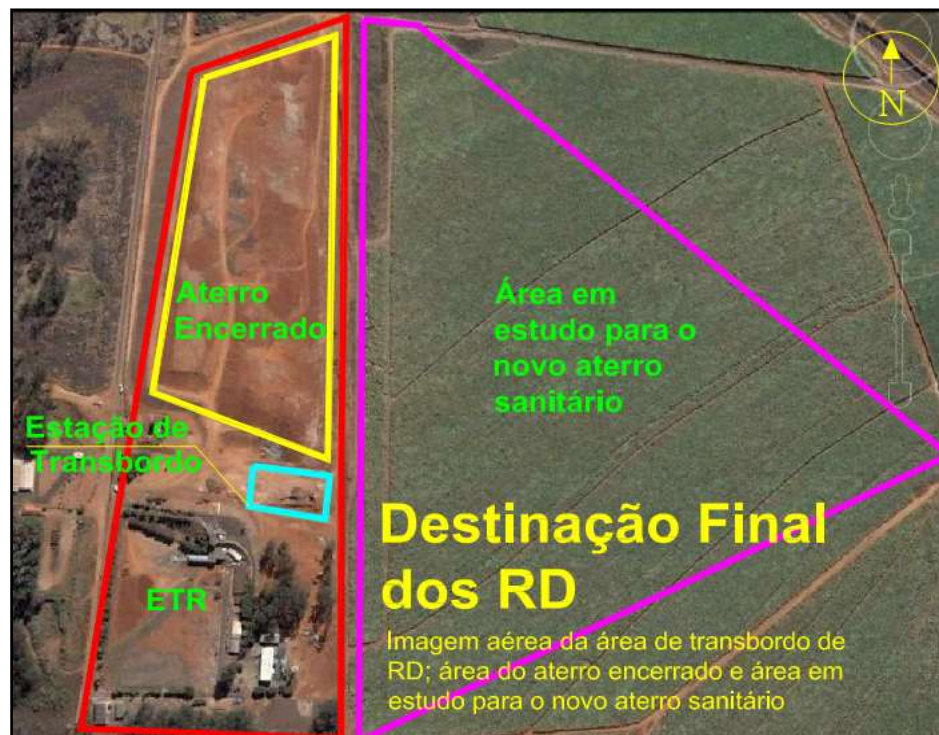 N
Aterro
Encerrado
Área em
estudo para o
novo aterro
sanitário
Estação de
Transbordo
ETR
Destinação Final
dos RD
Imagem aérea da área de transbordo de
RD; área do aterro encerrado e área em
estudo para o novo aterro sanitário